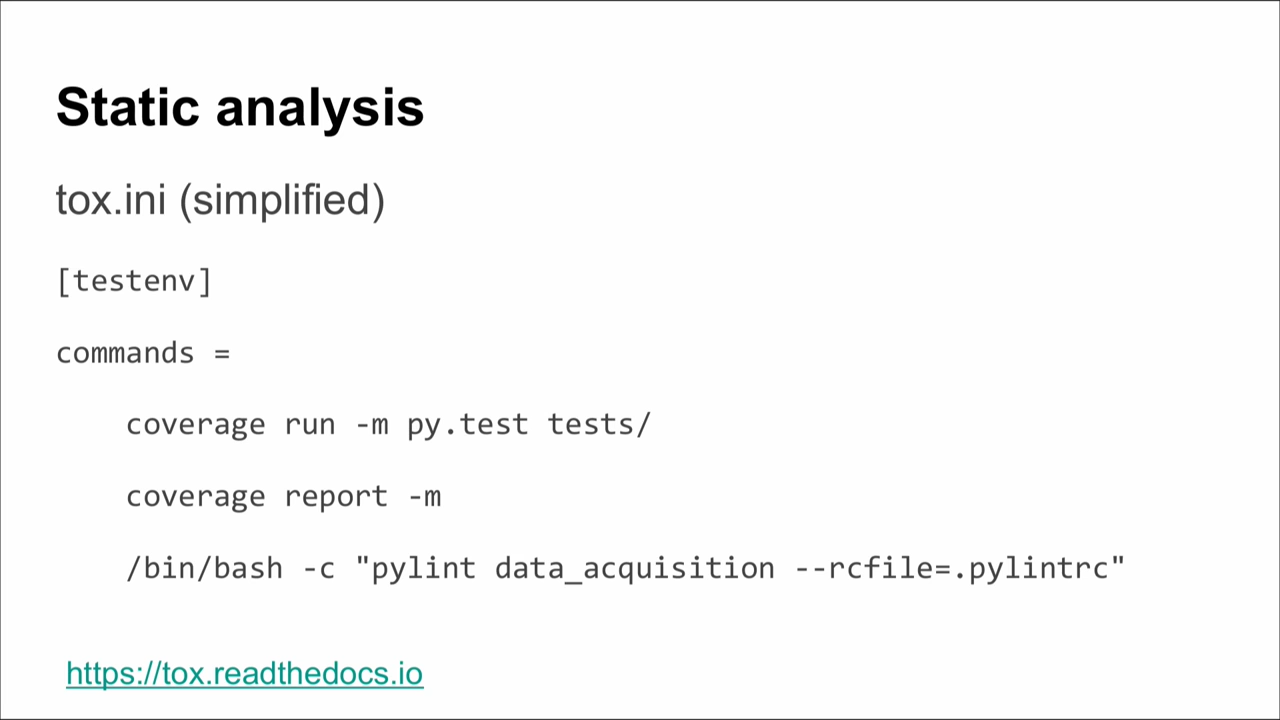 Static analysis
tox.ini (simplified)
[testenv]
commands =
coverage run -m py.test tests/
coverage report -m
/bin/bash -c "pylint data_acquisition --rcfile=.pylintrc"
https://tox.readthedocs.io